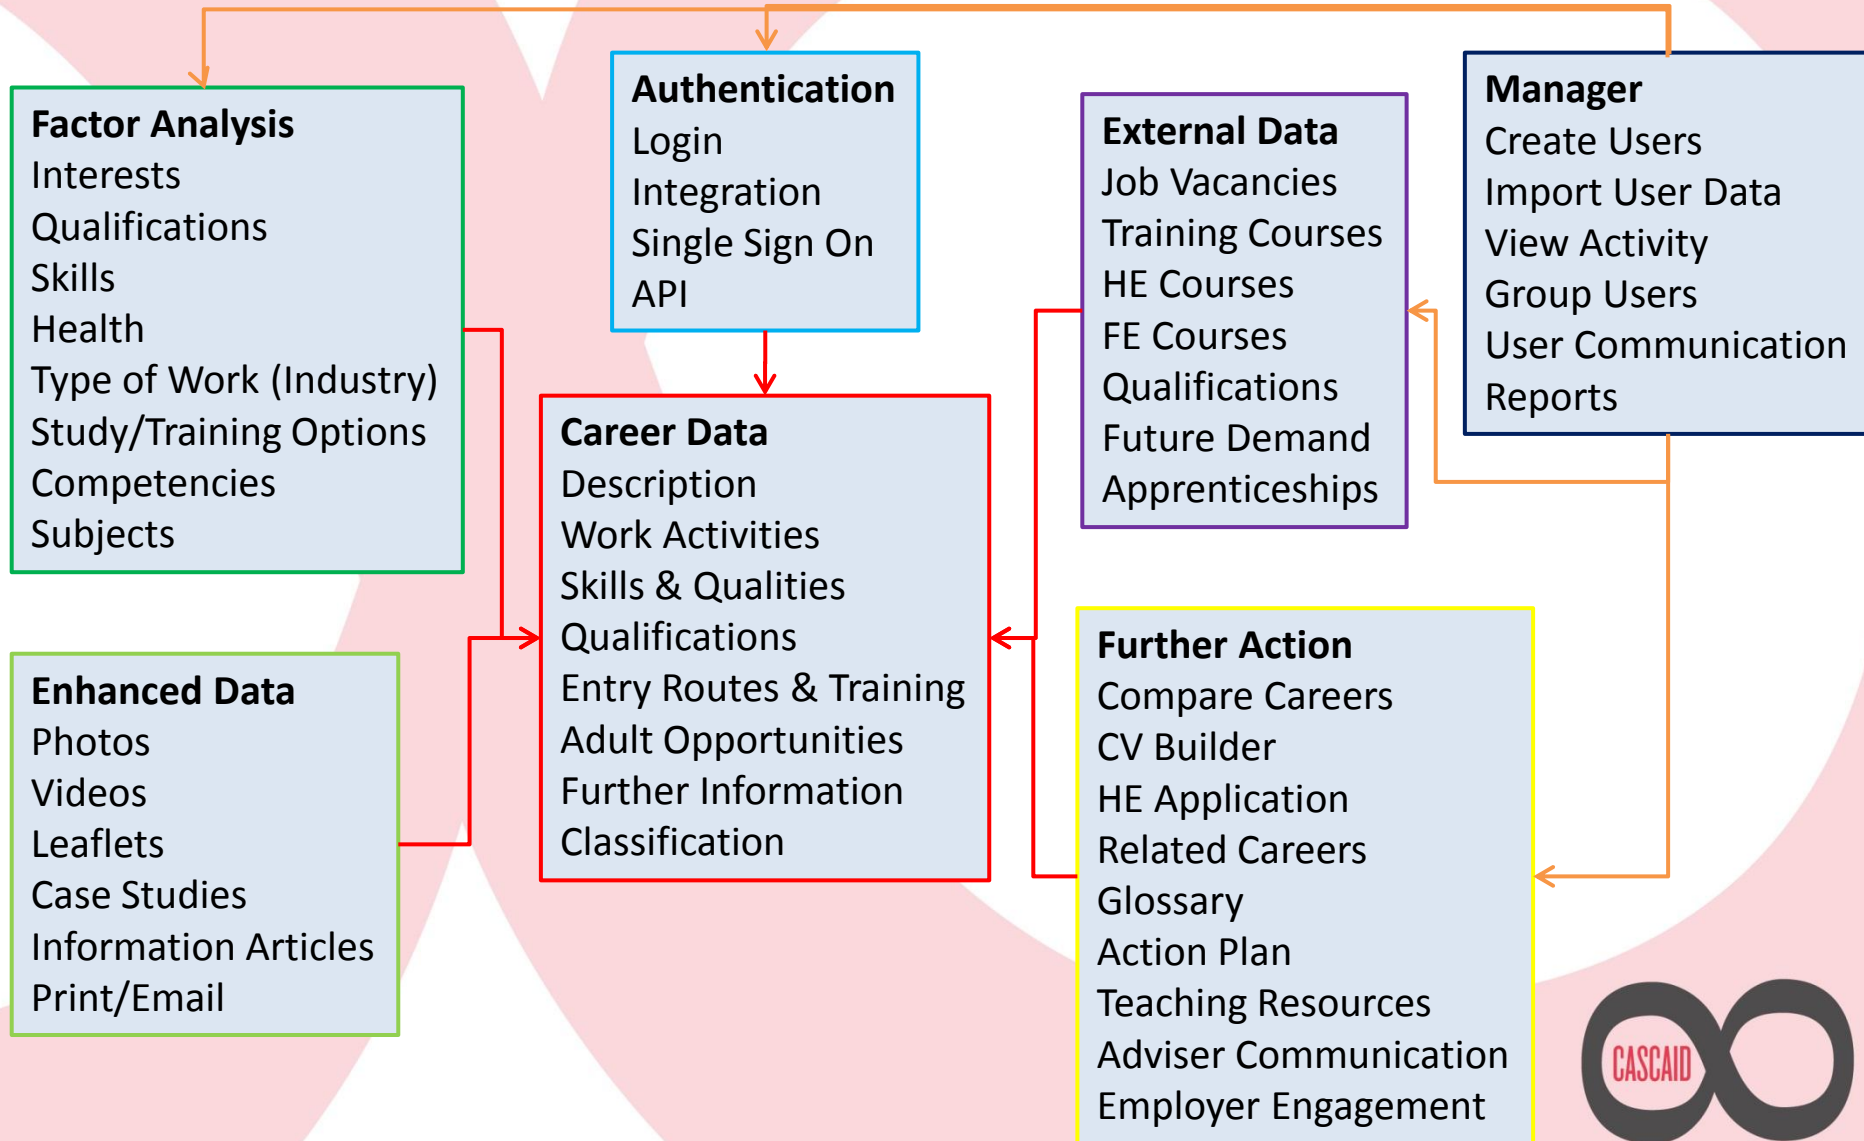 Factor Analysis
Interests
Qualifications
Skills
Health
Type of Work (Industry)
Study/Training Options
Competencies
Subjects
Enhanced Data
Photos
Videos
Leaflets
Case Studies
Information Articles
Print/Email
Authentication
Login
Integration
Single Sign On
API
Career Data
Description
Work Activities
Skills & Qualities
Qualifications
Entry Routes & Training
Adult Opportunities
Further Information
Classification
External Data
Job Vacancies
Training Courses
HE Courses
FE Courses
Qualifications
Future Demand
Apprenticeships
Further Action
Compare Careers
CV Builder
HE Application
Related Careers
Glossary
Action Plan
Teaching Resources
Adviser Communication
Employer Engagement
Manager
Create Users
Import User Data
View Activity
Group Users
User Communication
Reports
CASCAID